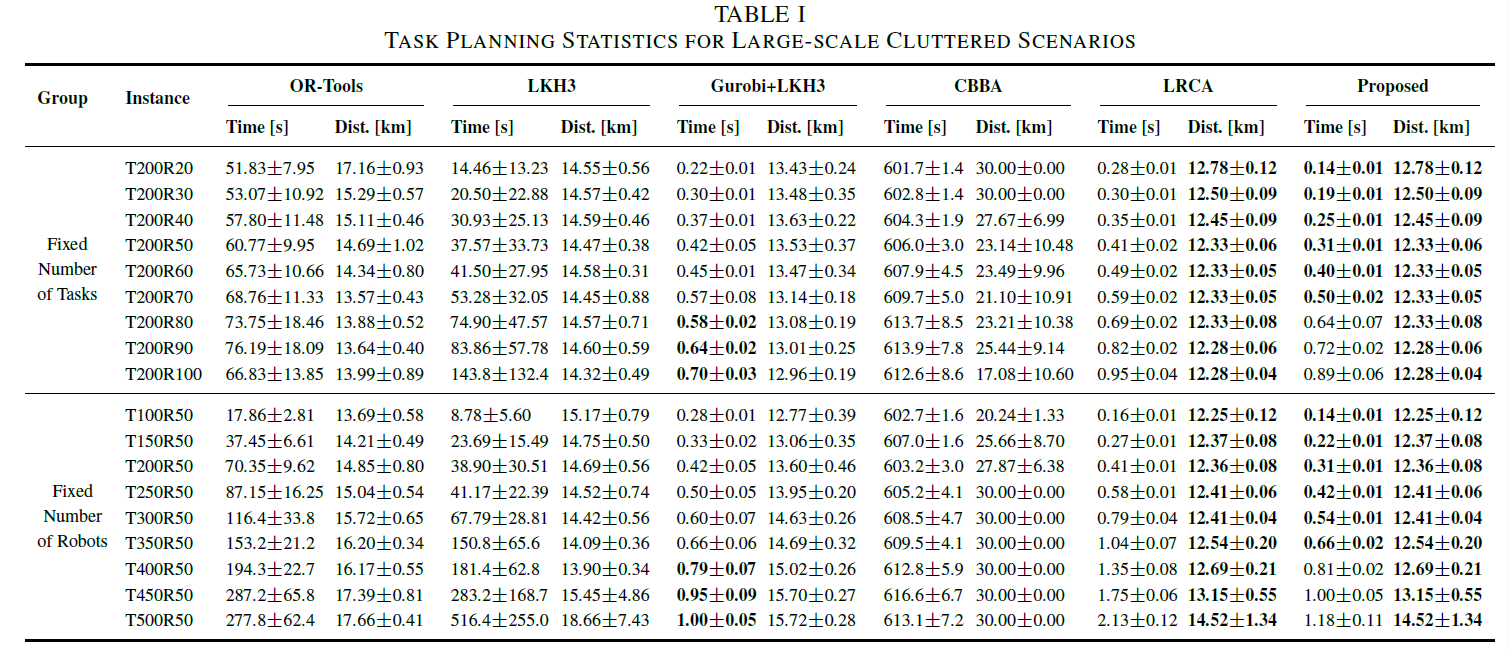 TABLE I
TASK PLANNING STATISTICS FOR LARGE-SCALE CLUTTERED SCENARIOS
Group Instance OR-Tools LKH3 Gurobi+LKH3 CBBA LRCA Proposed
Time [s] Dist. [km] Time [s] Dist. [km] Time [s] Dist. [km] Time [s] Dist. [km] Time [s] Dist. [km] Time [s] Dist. [km]
Fixed
Number
of Tasks
T200R20 51.83±7.95 17.16±0.93 14.46±13.23 14.55±0.56 0.22±0.01 13.43±0.24 601.7±1.4 30.00±0.00 0.28±0.01 12.78±0.12 0.14±0.01 12.78±0.12
T200R30 53.07±10.92 15.29±0.57 20.50±22.88 14.57±0.42 0.30±0.01 13.48±0.35 602.8±1.4 30.00±0.00 0.30±0.01 12.50±0.09 0.19±0.01 12.50±0.09
T200R40 57.80±11.48 15.11±0.46 30.93±25.13 14.59±0.46 0.37±0.01 13.63±0.22 604.3±1.9 27.67±6.99 0.35±0.01 12.45±0.09 0.25±0.01 12.45±0.09
T200R50 60.77±9.95 14.69±1.02 37.57±33.73 14.47±0.38 0.42±0.05 13.53±0.37 606.0±3.0 23.14±10.48 0.41±0.02 12.33±0.06 0.31±0.01 12.33±0.06
T200R60 65.73±10.66 14.34±0.80 41.50±27.95 14.58±0.31 0.45±0.01 13.47±0.34 607.9±4.5 23.49±9.96 0.49±0.02 12.33±0.05 0.40±0.01 12.33±0.05
T200R70 68.76±11.33 13.57±0.43 53.28±32.05 14.45±0.88 0.57±0.08 13.14±0.18 609.7±5.0 21.10±10.91 0.59±0.02 12.33±0.05 0.50±0.02 12.33±0.05
T200R80 73.75±18.46 13.88±0.52 74.90±47.57 14.57±0.71 0.58±0.02 13.08±0.19 613.7±8.5 23.21±10.38 0.69±0.02 12.33±0.08 0.64±0.07 12.33±0.08
T200R90 76.19±18.09 13.64±0.40 83.86±57.78 14.60±0.59 0.64±0.02 13.01±0.25 613.9±7.8 25.44±9.14 0.82±0.02 12.28±0.06 0.72±0.02 12.28±0.06
T200R100 66.83±13.85 13.99±0.89 143.8±132.4 14.32±0.49 0.70±0.03 12.96±0.19 612.6±8.6 17.08±10.60 0.95±0.04 12.28±0.04 0.89±0.06 12.28±0.04
Fixed
Number
of Robots
T100R50 17.86±2.81 13.69±0.58 8.78±5.60 15.17±0.79 0.28±0.01 12.77±0.39 602.7±1.6 20.24±1.33 0.16±0.01 12.25±0.12 0.14±0.01 12.25±0.12
T150R50 37.45±6.61 14.21±0.49 23.69±15.49 14.75±0.50 0.33±0.02 13.06±0.35 607.0±1.6 25.66±8.70 0.27±0.01 12.37±0.08 0.22±0.01 12.37±0.08
T200R50 70.35±9.62 14.85±0.80 38.90±30.51 14.69±0.56 0.42±0.05 13.60±0.46 603.2±3.0 27.87±6.38 0.41±0.01 12.36±0.08 0.31±0.01 12.36±0.08
T250R50 87.15±16.25 15.04±0.54 41.17±22.39 14.52±0.74 0.50±0.05 13.95±0.20 605.2±4.1 30.00±0.00 0.58±0.01 12.41±0.06 0.42±0.01 12.41±0.06
T300R50 116.4±33.8 15.72±0.65 67.79±28.81 14.42±0.56 0.60±0.07 14.63±0.26 608.5±4.7 30.00±0.00 0.79±0.04 12.41±0.04 0.54±0.01 12.41±0.04
T350R50 153.2±21.2 16.20±0.34 150.8±65.6 14.09±0.36 0.66±0.06 14.69±0.32 609.5±4.1 30.00±0.00 1.04±0.07 12.54±0.20 0.66±0.02 12.54±0.20
T400R50 194.3±22.7 16.17±0.55 181.4±62.8 13.90±0.34 0.79±0.07 15.02±0.26 612.8±5.9 30.00±0.00 1.35±0.08 12.69±0.21 0.81±0.02 12.69±0.21
T450R50 287.2±65.8 17.39±0.81 283.2±168.7 15.45±4.86 0.95±0.09 15.70±0.27 616.6±6.7 30.00±0.00 1.75±0.06 13.15±0.55 1.00±0.05 13.15±0.55
T500R50 277.8±62.4 17.66±0.41 516.4±255.0 18.66±7.43 1.00±0.05 15.72±0.28 613.1±7.2 30.00±0.00 2.13±0.12 14.52±1.34 1.18±0.11 14.52±1.34